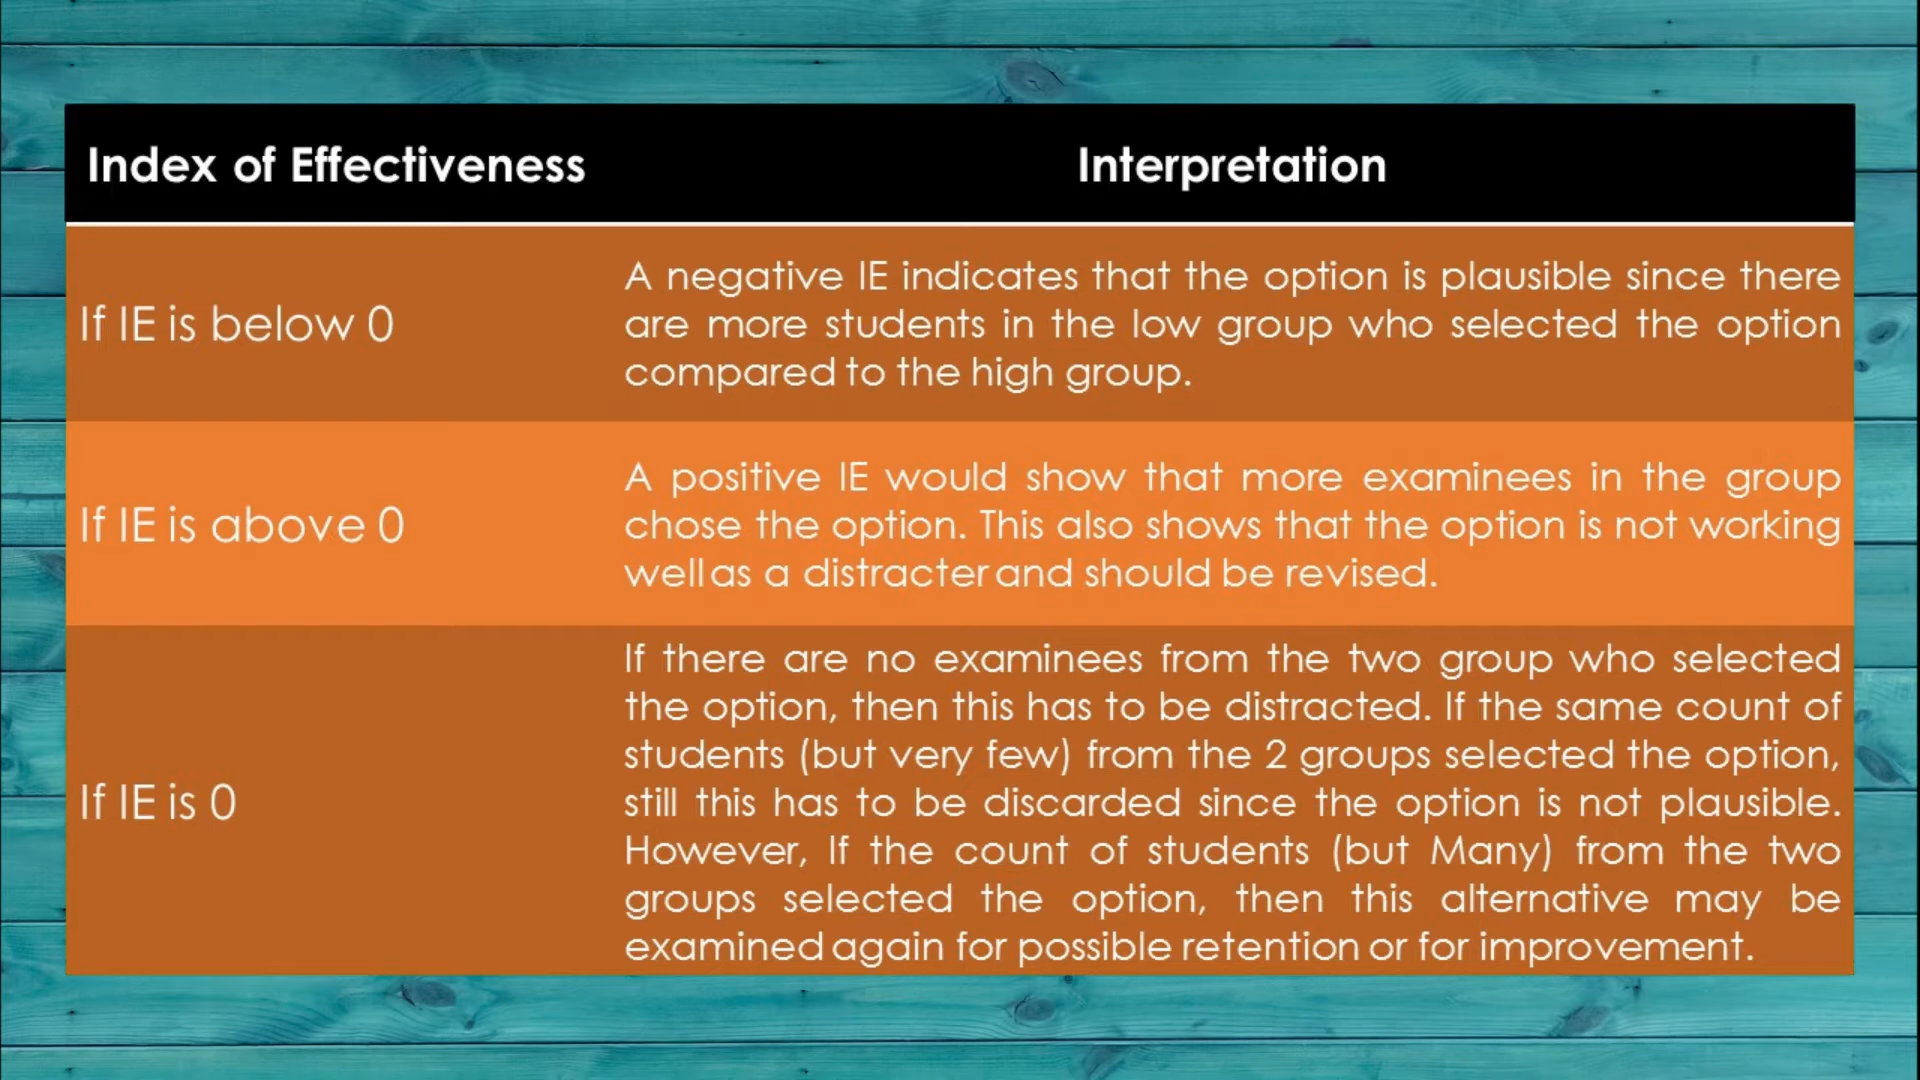 Index of Effectiveness
Interpretation
If IE is below 0
A negative IE indicates that the option is plausible since there
are more students in the low group who selected the option
compared to the high group.
If IE is above 0
A positive IE would show that more examinees in the group
chose the option. This also shows that the option is not working
well as a distracter and should be revised.
If IE is 0
If there are no examinees from the two group who selected
the option, then this has to be distracted. If the same count of
students (but very few) from the 2 groups selected the option,
still this has to be discarded since the option is not plausible.
However, If the count of students (but Many) from the two
groups selected the option, then this alternative may be
examined again for possible retention or for improvement.